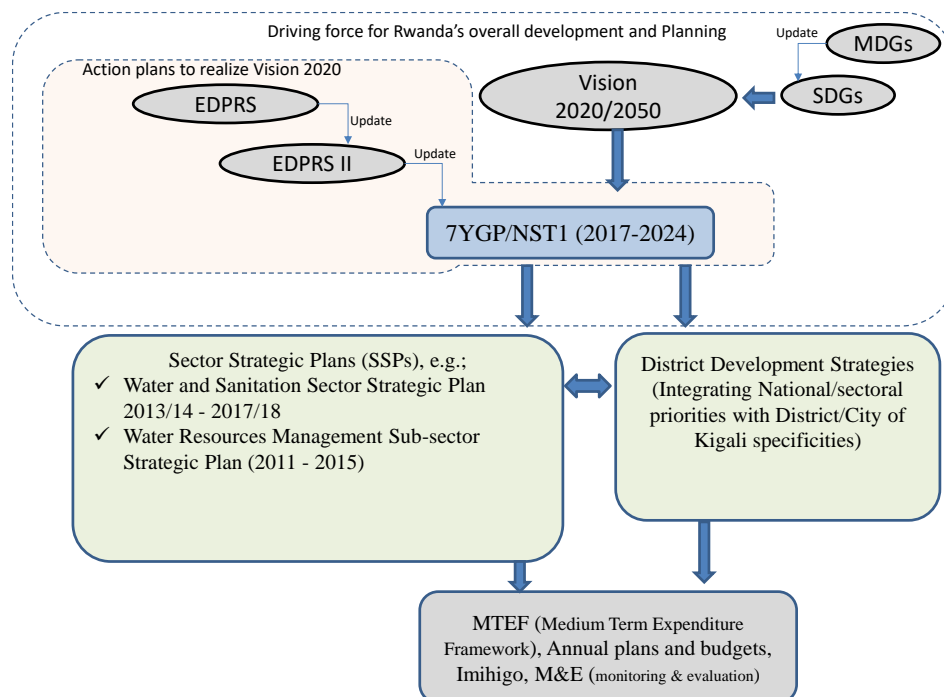 Driving force for Rwanda's overall development and Planning
Update
MDGs
Action plans to realize Vision 2020
Vision
2020/2050
SDGs
EDPRS
Update
EDPRS II
Update
7YGP/NST1 (2017-2024)
Sector Strategic Plans (SSPs), e.g.;
✓ Water and Sanitation Sector Strategic Plan
2013/14 - 2017/18
✓ Water Resources Management Sub-sector
Strategic Plan (2011 - 2015)
District Development Strategies
(Integrating National/sectoral
priorities with District/City of
Kigali specificities)
MTEF (Medium Term Expenditure
Framework), Annual plans and budgets,
Imihigo, M&E (monitoring & evaluation)